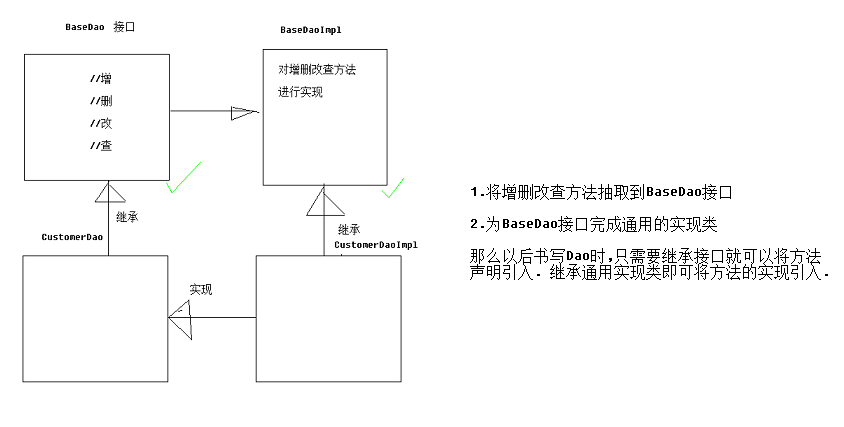 BaseDao 接口
BaseDaoImpl
//增
//删
//改
//查
对增删改查方法
进行实现
继承
CustomerDao
继承
CustomerDaoImpl
实现
1.将增删改查方法抽取到BaseDao接口
2.为BaseDao接口完成通用的实现类
那么以后书写Dao时,只需要继承接口就可以将方法
声明引入. 继承通用实现类即可将方法的实现引入.